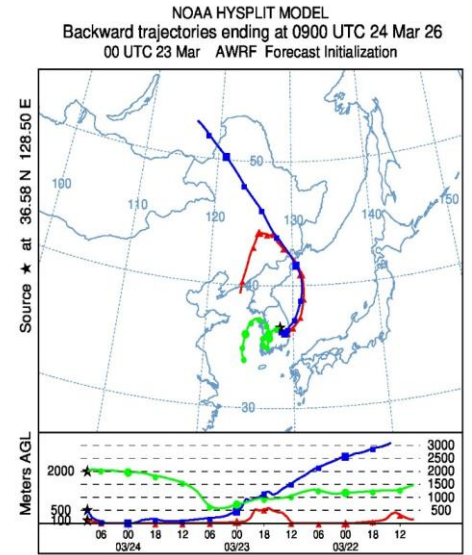 NOAA HYSPLIT MODEL
Backward trajectories ending at 0900 UTC 24 Mar 26
00 UTC 23 Mar AWRF Forecast Initialization
Source ★ at 36.58 N 128.50 E
100
110
120
130
140
150
50
40
30
Meters AGL
2000
500
100
3000
2500
2000
1500
1000
500
06 00 18 12 06 00 18 12 06 00 18 12
03/24 03/23 03/22